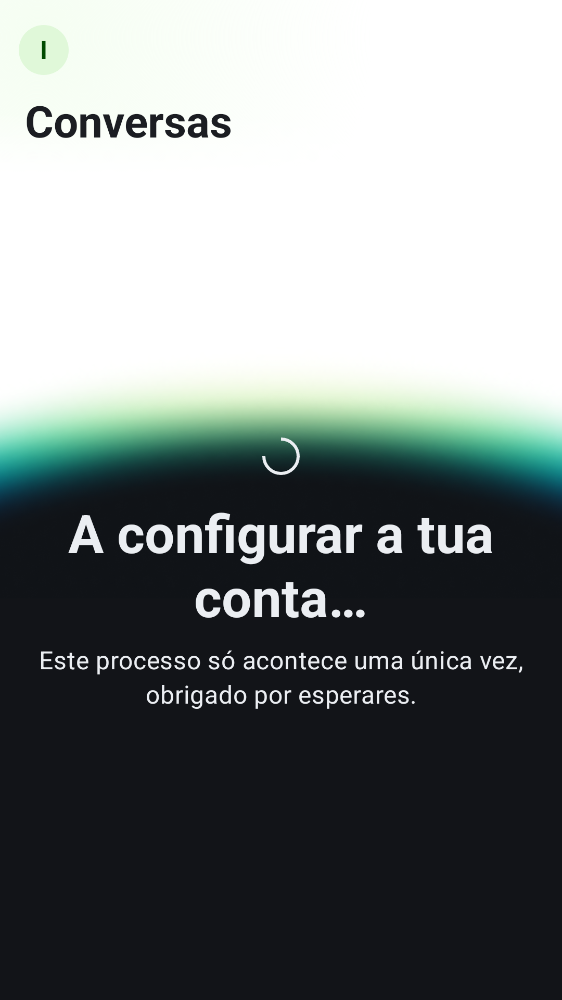 I
Conversas
A configurar a tua
conta…
Este processo só acontece uma única vez,
obrigado por esperares.